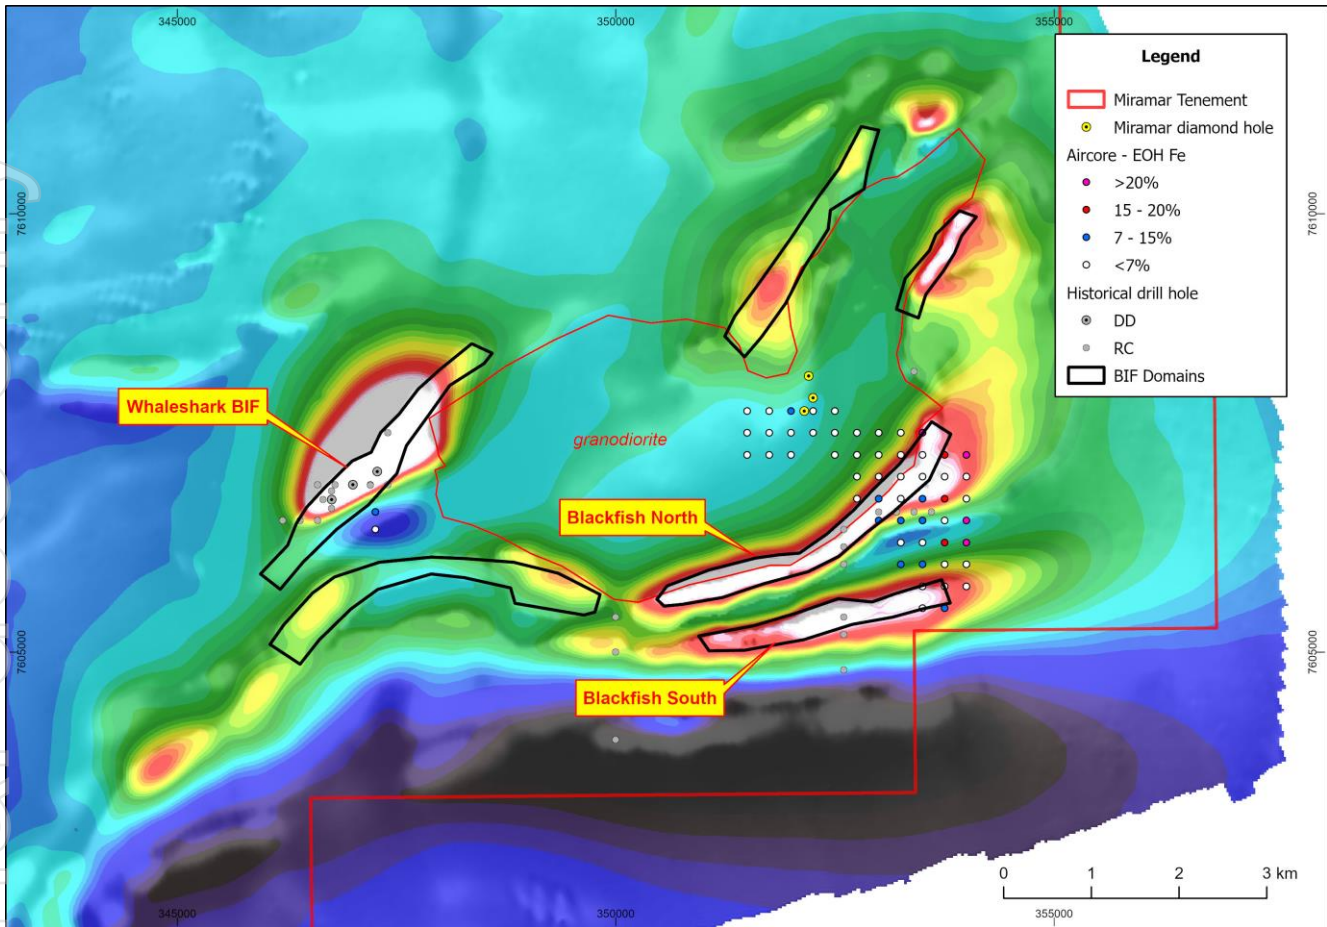 345000
350000
355000
Legend
Miramar Tenement
Miramar diamond hole
Aircore - EOH Fe
>20%
15 - 20%
7 - 15%
<7%
Historical drill hole
DD
RC
BIF Domains
7610000
7610000
Whaleshark BIF
granodiorite
Blackfish North
Blackfish South
7605000
7605000
0 1 2 3 km
345000
350000
355000